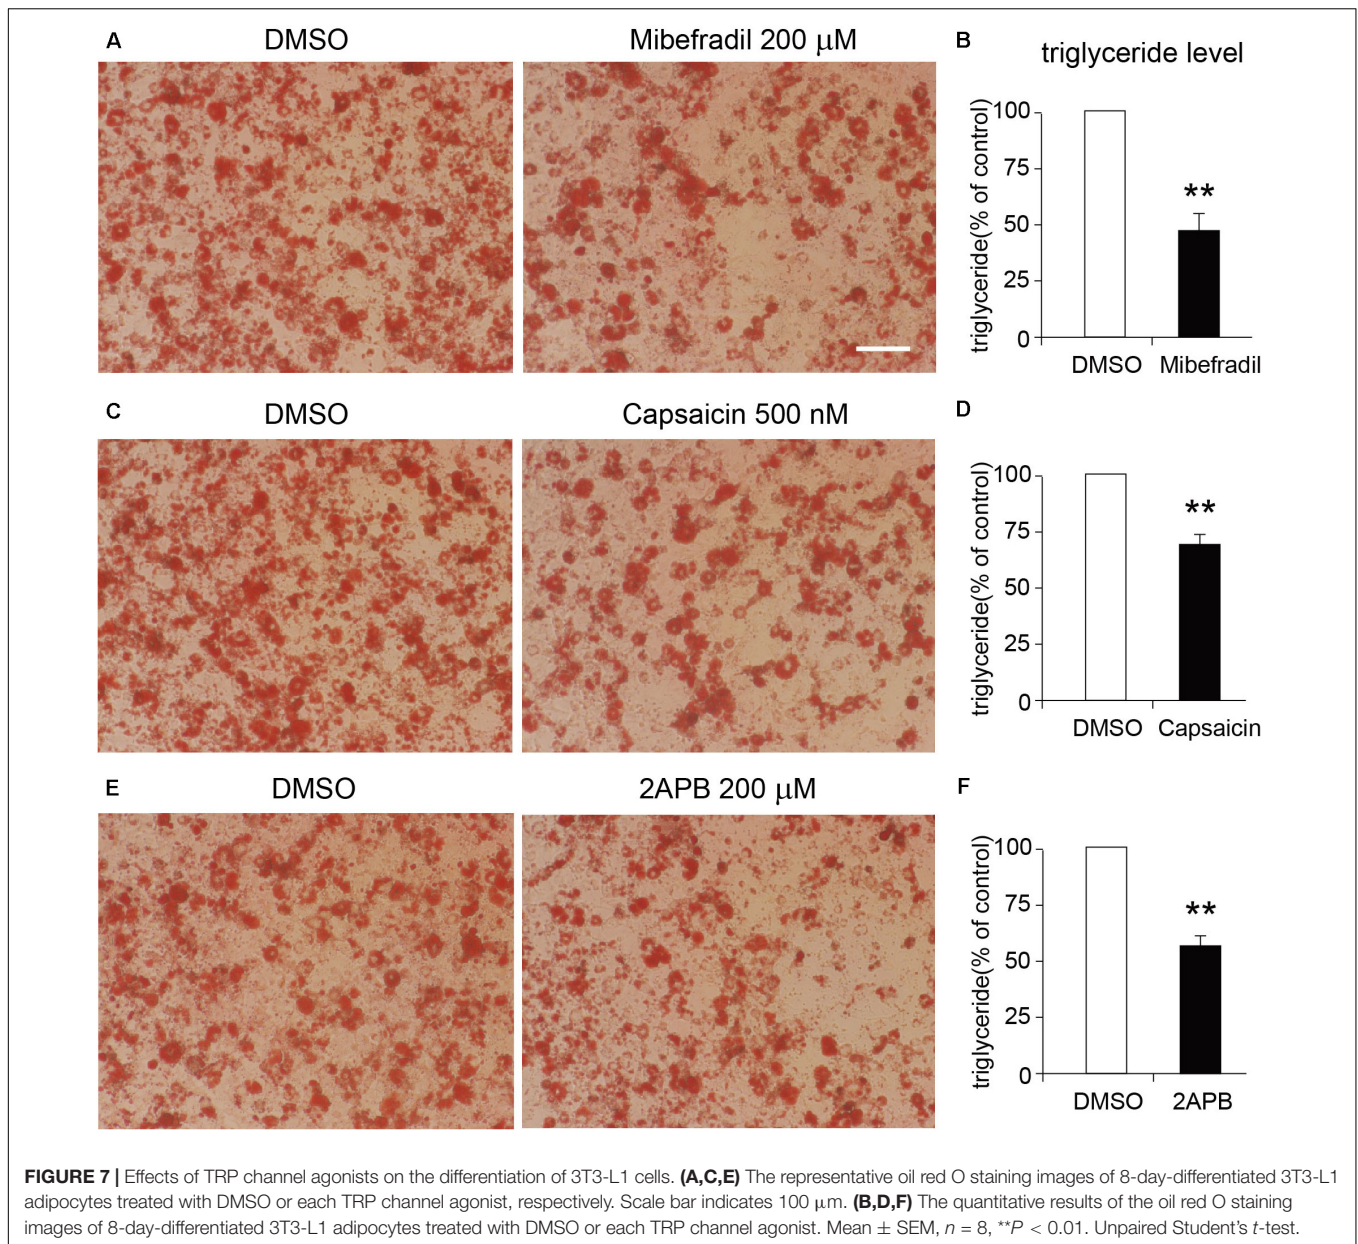 A DMSO Mibefradil 200 μM B triglyceride level
triglyceride(% of control)
100
75
50
25
0
**
DMSO Mibefradil
C DMSO Capsaicin 500 nM D
triglyceride(% of control)
100
75
50
25
0
**
DMSO Capsaicin
E DMSO 2APB 200 μM F
triglyceride(% of control)
100
75
50
25
0
**
DMSO 2APB
FIGURE 7 | Effects of TRP channel agonists on the differentiation of 3T3-L1 cells. (A,C,E) The representative oil red O staining images of 8-day-differentiated 3T3-L1
adipocytes treated with DMSO or each TRP channel agonist, respectively. Scale bar indicates 100 μm. (B,D,F) The quantitative results of the oil red O staining
images of 8-day-differentiated 3T3-L1 adipocytes treated with DMSO or each TRP channel agonist. Mean ± SEM, n = 8, **P < 0.01. Unpaired Student's t-test.